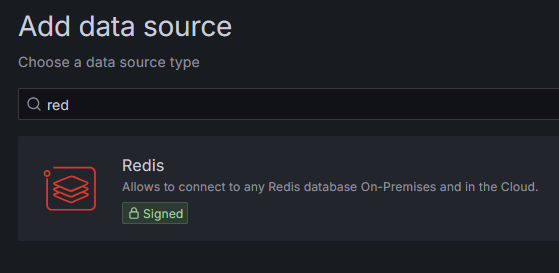 Add data source
Choose a data source type
red
Redis
Allows to connect to any Redis database On-Premises and in the Cloud.
Signed